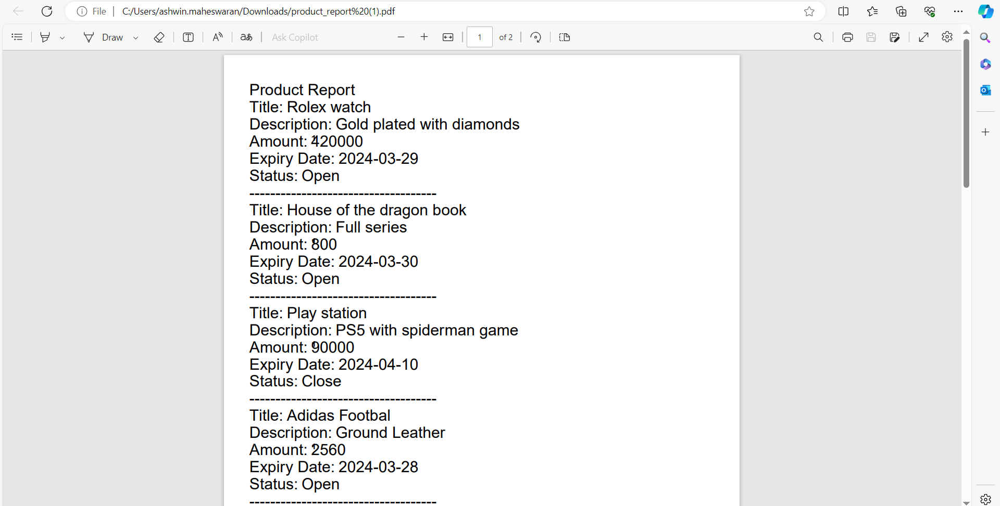 File C:/Users/ashwin.maheswaran/Downloads/product_report%20(1).pdf
Draw Ask Copilot 1 of 2
Product Report
Title: Rolex watch
Description: Gold plated with diamonds
Amount: 420000
Expiry Date: 2024-03-29
Status: Open
------------------------------------
Title: House of the dragon book
Description: Full series
Amount: 800
Expiry Date: 2024-03-30
Status: Open
------------------------------------
Title: Play station
Description: PS5 with spiderman game
Amount: 90000
Expiry Date: 2024-04-10
Status: Close
------------------------------------
Title: Adidas Footbal
Description: Ground Leather
Amount: 2560
Expiry Date: 2024-03-28
Status: Open
------------------------------------